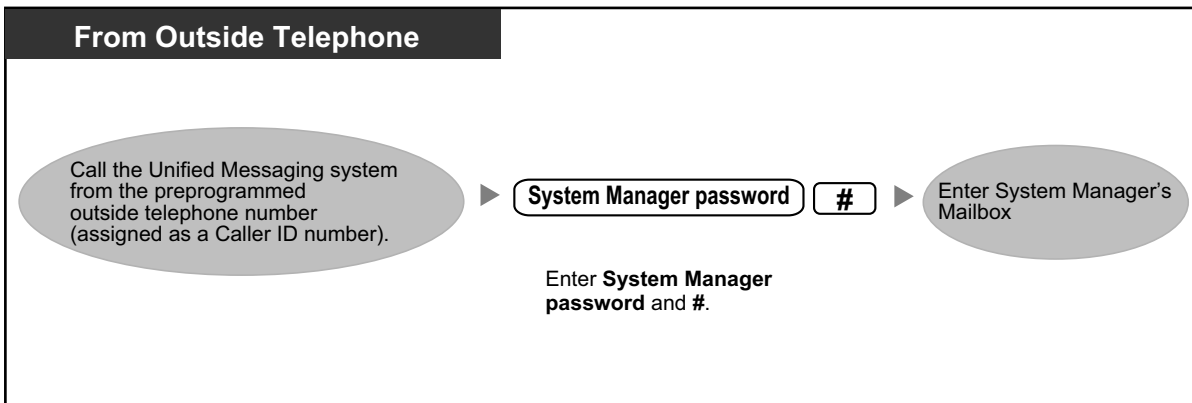 From Outside Telephone
Call the Unified Messaging system
from the preprogrammed
outside telephone number
(assigned as a Caller ID number).
System Manager password
#
Enter System Manager’s
Mailbox
Enter System Manager
password and #.